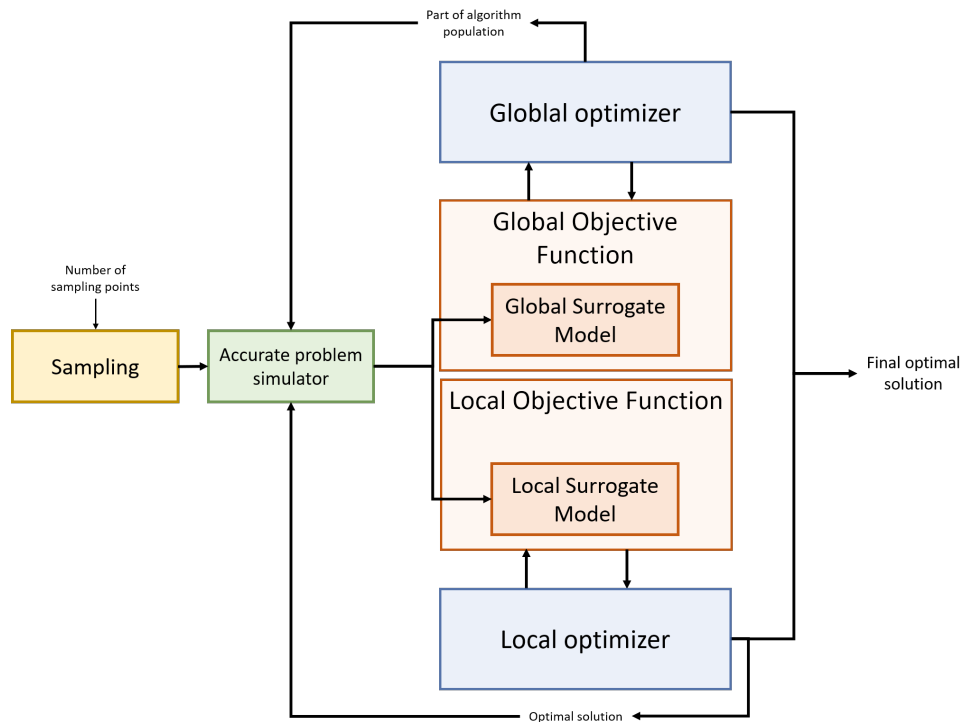 Part of algorithm
population
Globlal optimizer
Global Objective
Function
Number of
sampling points
Global Surrogate
Model
Sampling
Accurate problem
simulator
Final optimal
solution
Local Objective Function
Local Surrogate
Model
Local optimizer
Optimal solution